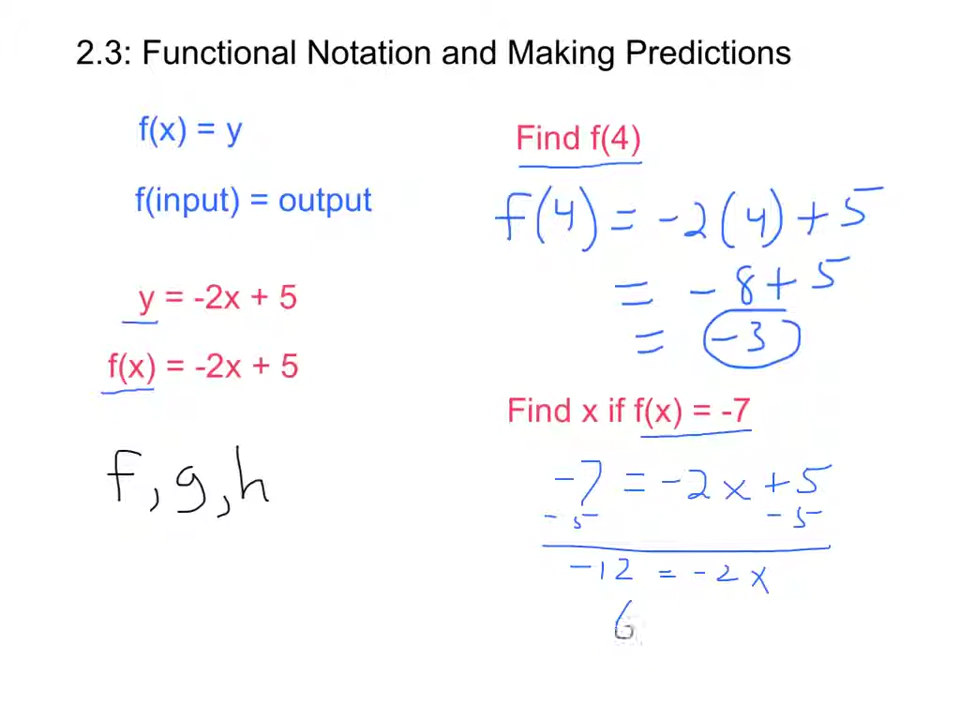 2.3: Functional Notation and Making Predictions
f(x) = y
f(input) = output
y = -2x + 5
f(x) = -2x + 5
f, g, h
Find f(4)
f(4) = -2(4) + 5
= -8 + 5
= -3
Find x if f(x) = -7
-7 = -2x + 5
-5 -5
-12 = -2x
6